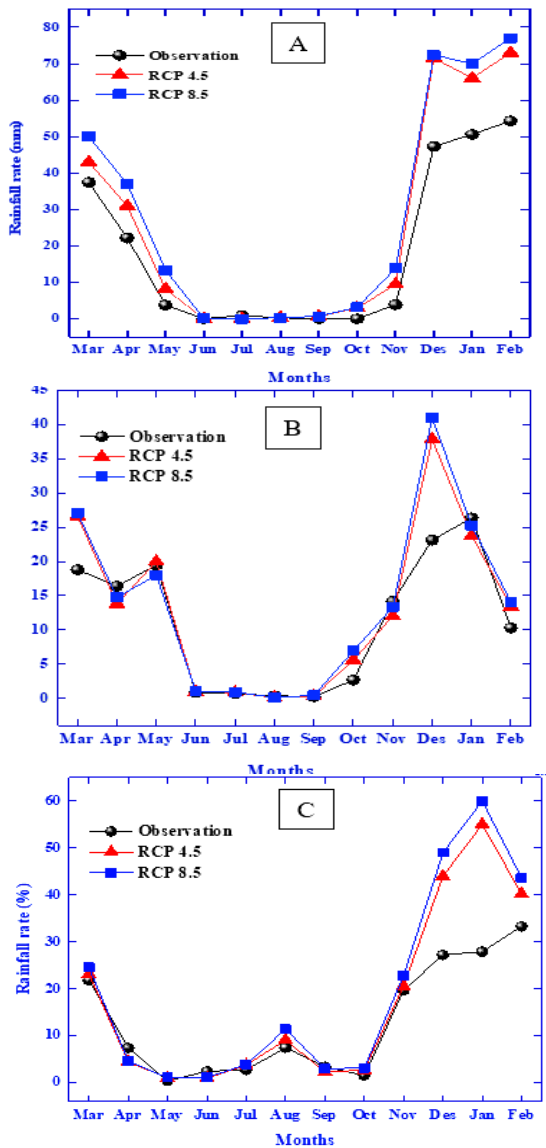 A
Observation
RCP 4.5
RCP 8.5
80
70
60
50
40
30
20
10
0
Rainfall rate (mm)
Mar Apr May Jun Jul Aug Sep Oct Nov Des Jan Feb
Months
B
Observation
RCP 4.5
RCP 8.5
45
40
35
30
25
20
15
10
5
0
Mar Apr May Jun Jul Aug Sep Oct Nov Des Jan Feb
Months
C
Observation
RCP 4.5
RCP 8.5
60
50
40
30
20
10
0
Rainfall rate (%)
Mar Apr May Jun Jul Aug Sep Oct Nov Des Jan Feb
Months